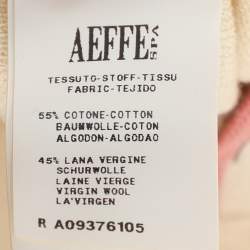 AEFFE SPA
TESSUTO-STOFF-TISSU
FABRIC-TEJIDO
55% COTONE-COTTON
BAUMWOLLE-COTON
ALGODON-ALGODAO
45% LANA VERGINE
SCHURWOLLE
LAINE VIERGE
VIRGIN WOOL
LA'VIRGEN
R A09376105